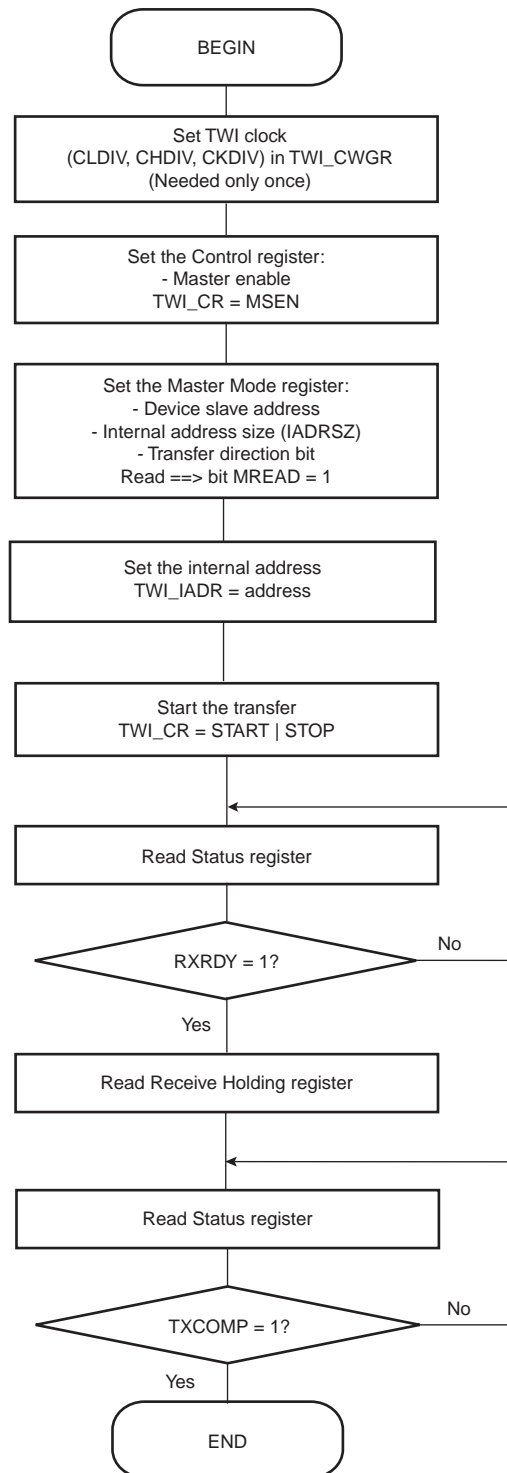 BEGIN
Set TWI clock
(CLDIV, CHDIV, CKDIV) in TWI_CWGR
(Needed only once)
Set the Control register:
- Master enable
TWI_CR = MSEN
Set the Master Mode register:
- Device slave address
- Internal address size (IADRSZ)
- Transfer direction bit
Read ==> bit MREAD = 1
Set the internal address
TWI_IADR = address
Start the transfer
TWI_CR = START | STOP
Read Status register
RXRDY = 1?
No
Yes
Read Receive Holding register
Read Status register
TXCOMP = 1?
No
Yes
END